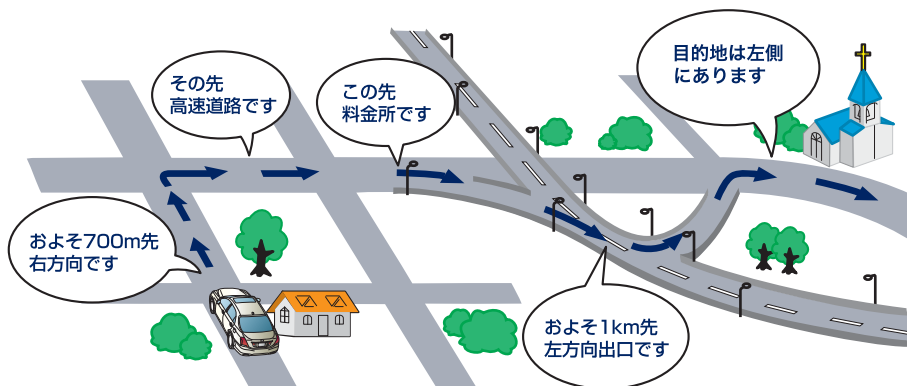 およそ700m先
右方向です
その先
高速道路です
この先
料金所です
およそ1km先
左方向出口です
目的地は左側
にあります